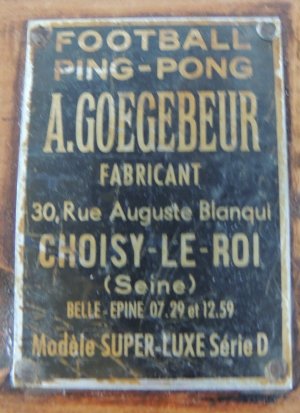 FOOTBALL
PING-PONG
A.GOEGEBEUR
FABRICANT
30, Rue Auguste Blanqui
CHOISY-LE-ROI
(Seine)
BELLE-EPINE 07.29 et 12.59
Modèle SUPER-LUXE Série D